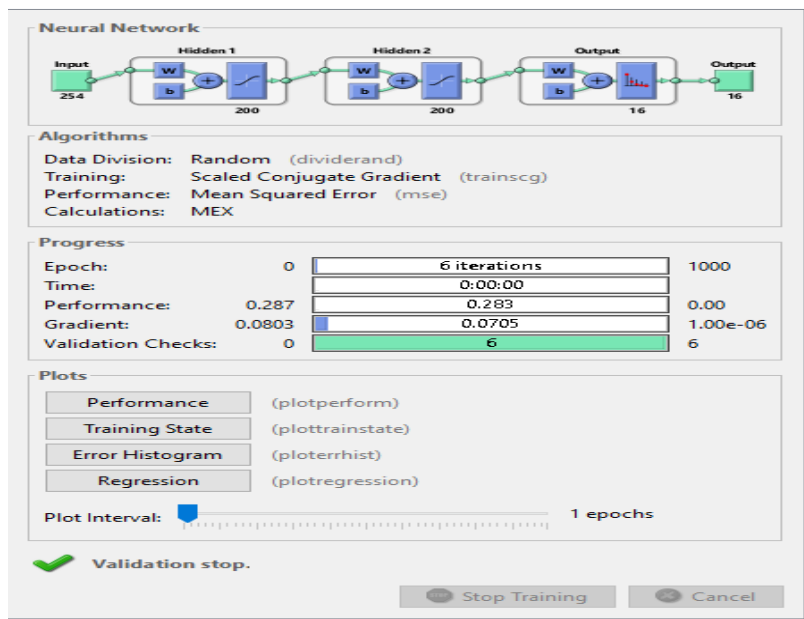 Neural Network
Hidden 1
Hidden 2
Output
Input
Output
W
W
W
b
b
b
254
200
200
16
16
Algorithms
Data Division: Random (dividerand)
Training: Scaled Conjugate Gradient (trainscg)
Performance: Mean Squared Error (mse)
Calculations: MEX
Progress
Epoch: 0 6 iterations 1000
Time: 0:00:00
Performance: 0.287 0.283 0.00
Gradient: 0.0803 0.0705 1.00e-06
Validation Checks: 0 6 6
Plots
Performance (plotperform)
Training State (plottrainstate)
Error Histogram (ploterrhist)
Regression (plotregression)
Plot Interval: 1 epochs
Validation stop.
Stop Training Cancel